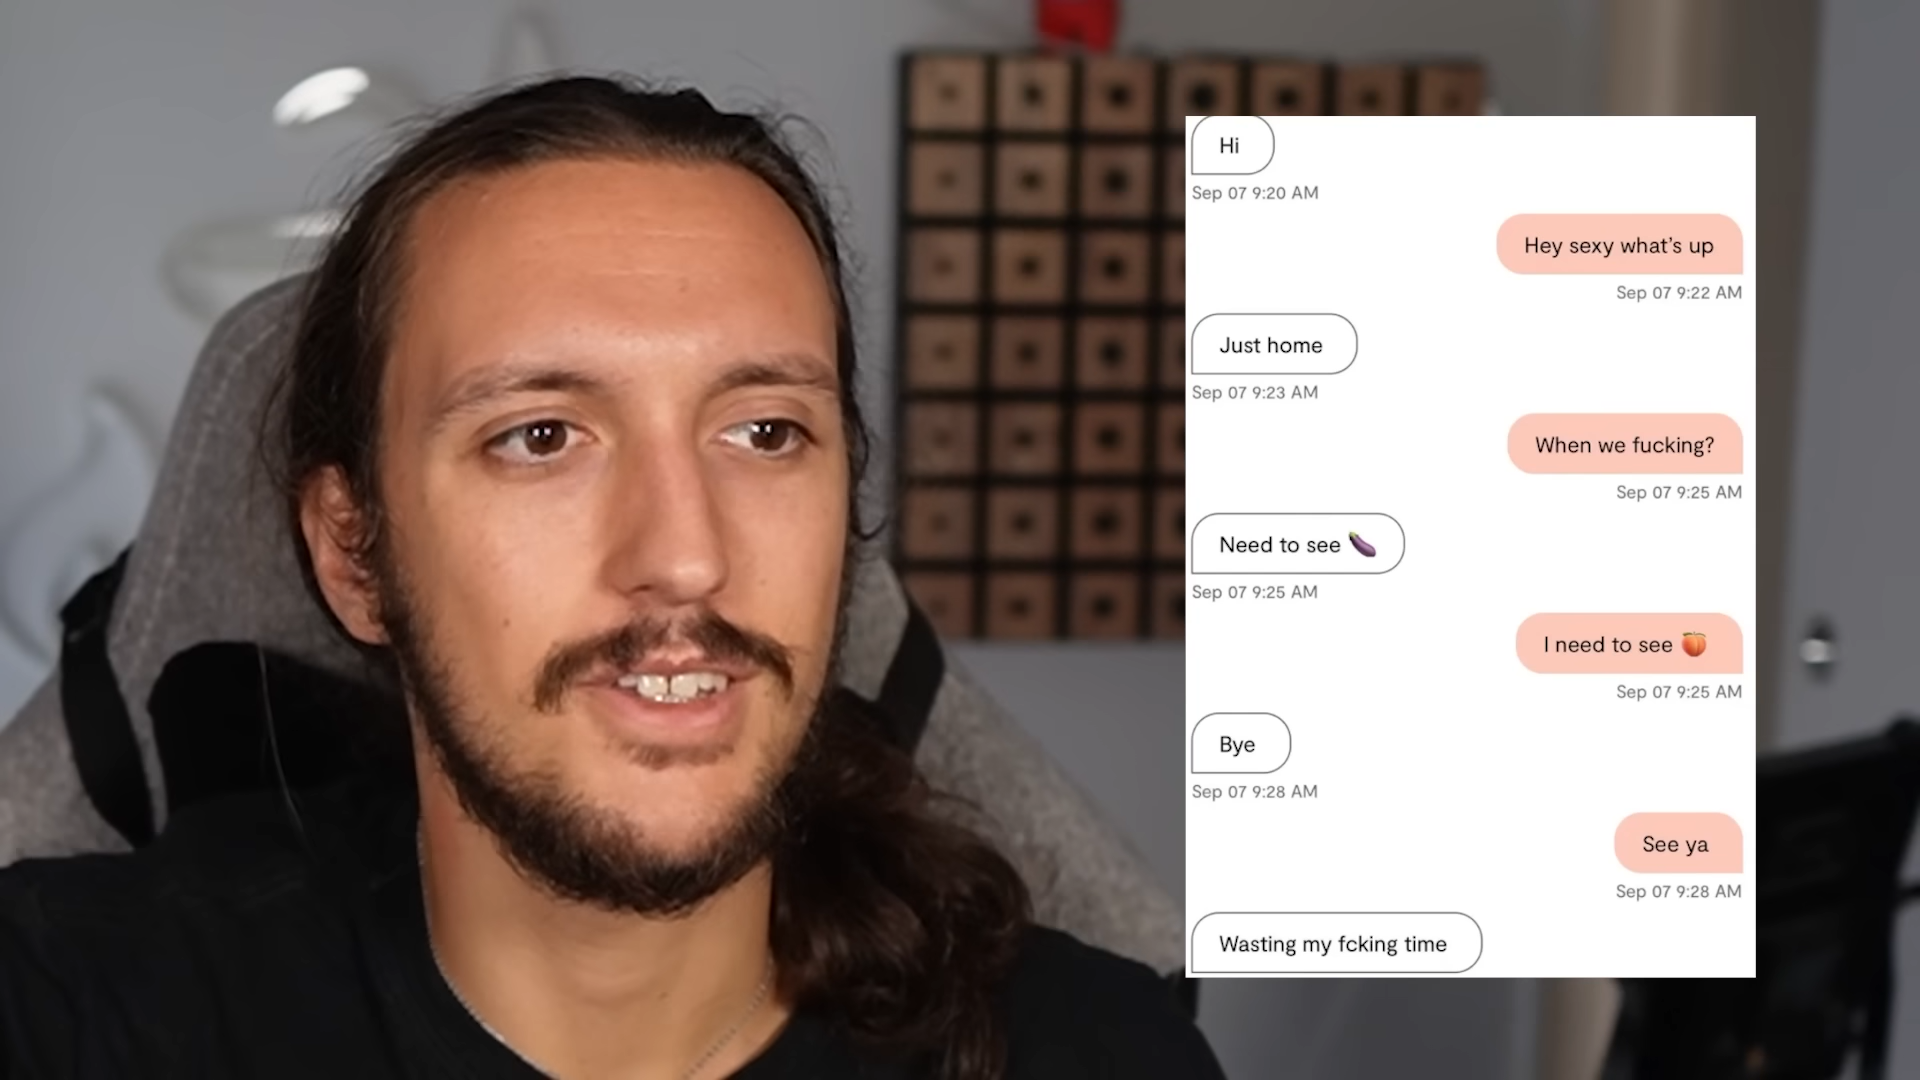 Hi
Sep 07 9:20 AM
Hey sexy what's up
Sep 07 9:22 AM
Just home
Sep 07 9:23 AM
When we fucking?
Sep 07 9:25 AM
Need to see 🍆
Sep 07 9:25 AM
I need to see 🍑
Sep 07 9:25 AM
Bye
Sep 07 9:28 AM
See ya
Sep 07 9:28 AM
Wasting my fcking time